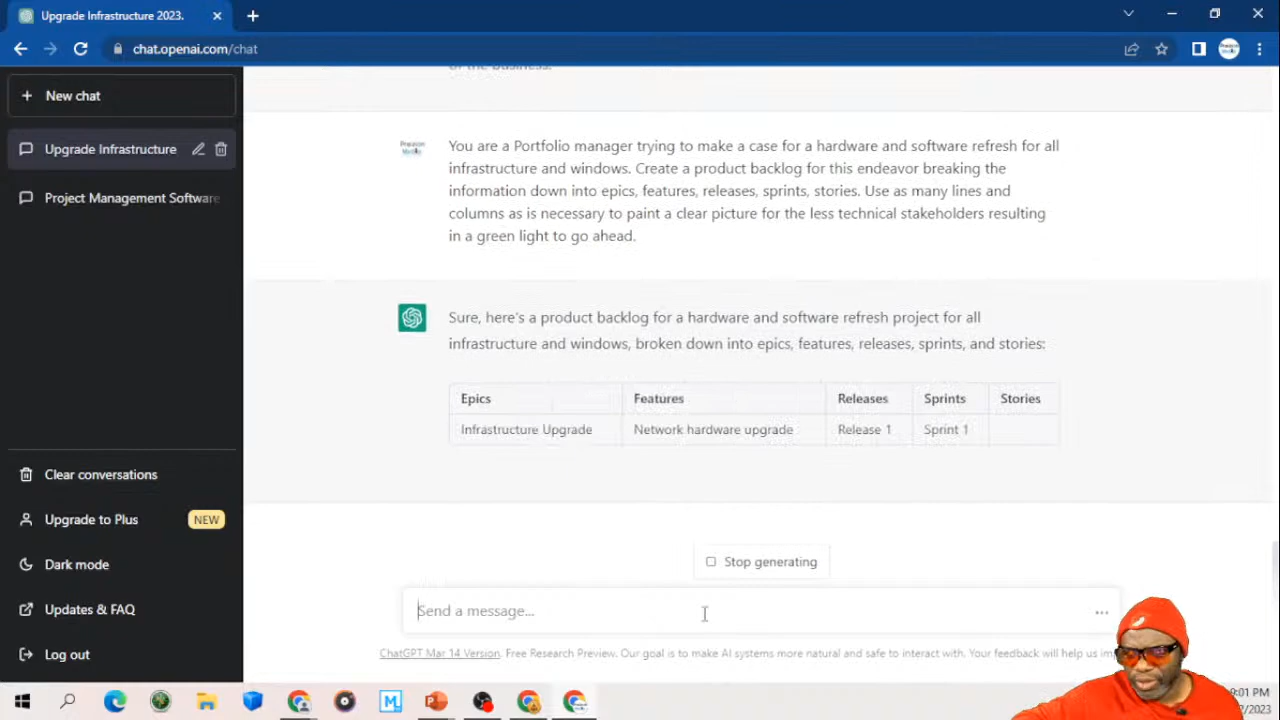 Upgrade Infrastructure 2023.
chat.openai.com/chat
New chat
Upgrade Infrastructure
Project Management Software
Clear conversations
Upgrade to Plus NEW
Dark mode
Updates & FAQ
Log out
of the business.
You are a Portfolio manager trying to make a case for a hardware and software refresh for all
infrastructure and windows. Create a product backlog for this endeavor breaking the
information down into epics, features, releases, sprints, stories. Use as many lines and
columns as is necessary to paint a clear picture for the less technical stakeholders resulting
in a green light to go ahead.
Sure, here's a product backlog for a hardware and software refresh project for all
infrastructure and windows, broken down into epics, features, releases, sprints, and stories:
Epics Features Releases Sprints Stories
Infrastructure Upgrade Network hardware upgrade Release 1 Sprint 1
Stop generating
Send a message...
ChatGPT Mar 14 Version. Free Research Preview. Our goal is to make AI systems more natural and safe to interact with. Your feedback will help us
9:01 PM
/2023